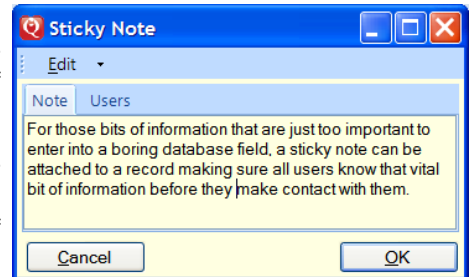 Sticky Note
Edit
Note Users
For those bits of information that are just too important to
enter into a boring database field, a sticky note can be
attached to a record making sure all users know that vital
bit of information before they make contact with them.
Cancel OK